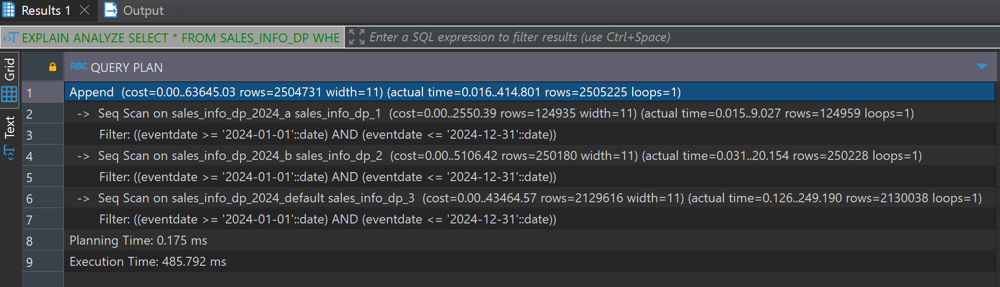 Results 1
Output
EXPLAIN ANALYZE SELECT * FROM SALES_INFO_DP WHE
Enter a SQL expression to filter results (use Ctrl+Space)
Grid
Text
ABC QUERY PLAN
1 Append (cost=0.00..63645.03 rows=2504731 width=11) (actual time=0.016..414.801 rows=2505225 loops=1)
2 -> Seq Scan on sales_info_dp_2024_a sales_info_dp_1 (cost=0.00..2550.39 rows=124935 width=11) (actual time=0.015..9.027 rows=124959 loops=1)
3 Filter: ((eventdate >= '2024-01-01'::date) AND (eventdate <= '2024-12-31'::date))
4 -> Seq Scan on sales_info_dp_2024_b sales_info_dp_2 (cost=0.00..5106.42 rows=250180 width=11) (actual time=0.031..20.154 rows=250228 loops=1)
5 Filter: ((eventdate >= '2024-01-01'::date) AND (eventdate <= '2024-12-31'::date))
6 -> Seq Scan on sales_info_dp_2024_default sales_info_dp_3 (cost=0.00..43464.57 rows=2129616 width=11) (actual time=0.126..249.190 rows=2130038 loops=1)
7 Filter: ((eventdate >= '2024-01-01'::date) AND (eventdate <= '2024-12-31'::date))
8 Planning Time: 0.175 ms
9 Execution Time: 485.792 ms